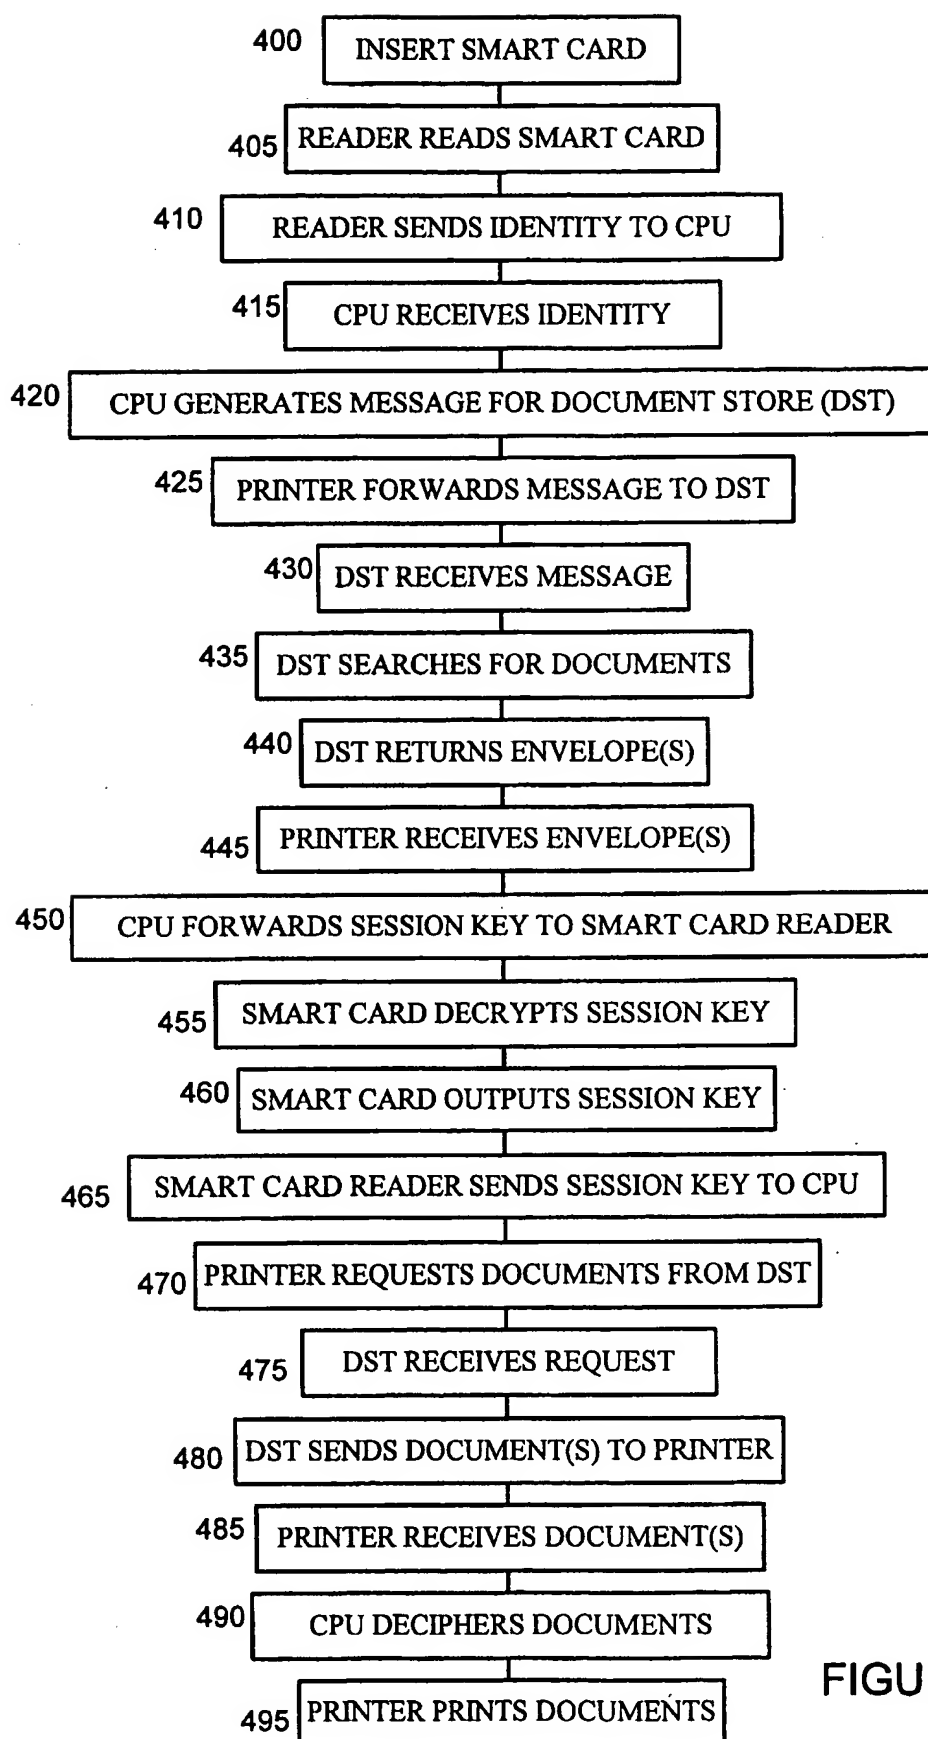 400 INSERT SMART CARD
405 READER READS SMART CARD
410 READER SENDS IDENTITY TO CPU
415 CPU RECEIVES IDENTITY
420 CPU GENERATES MESSAGE FOR DOCUMENT STORE (DST)
425 PRINTER FORWARDS MESSAGE TO DST
430 DST RECEIVES MESSAGE
435 DST SEARCHES FOR DOCUMENTS
440 DST RETURNS ENVELOPE(S)
445 PRINTER RECEIVES ENVELOPE(S)
450 CPU FORWARDS SESSION KEY TO SMART CARD READER
455 SMART CARD DECRYPTS SESSION KEY
460 SMART CARD OUTPUTS SESSION KEY
465 SMART CARD READER SENDS SESSION KEY TO CPU
470 PRINTER REQUESTS DOCUMENTS FROM DST
475 DST RECEIVES REQUEST
480 DST SENDS DOCUMENT(S) TO PRINTER
485 PRINTER RECEIVES DOCUMENT(S)
490 CPU DECIPHERS DOCUMENTS
FIGU
495 PRINTER PRINTS DOCUMENTS